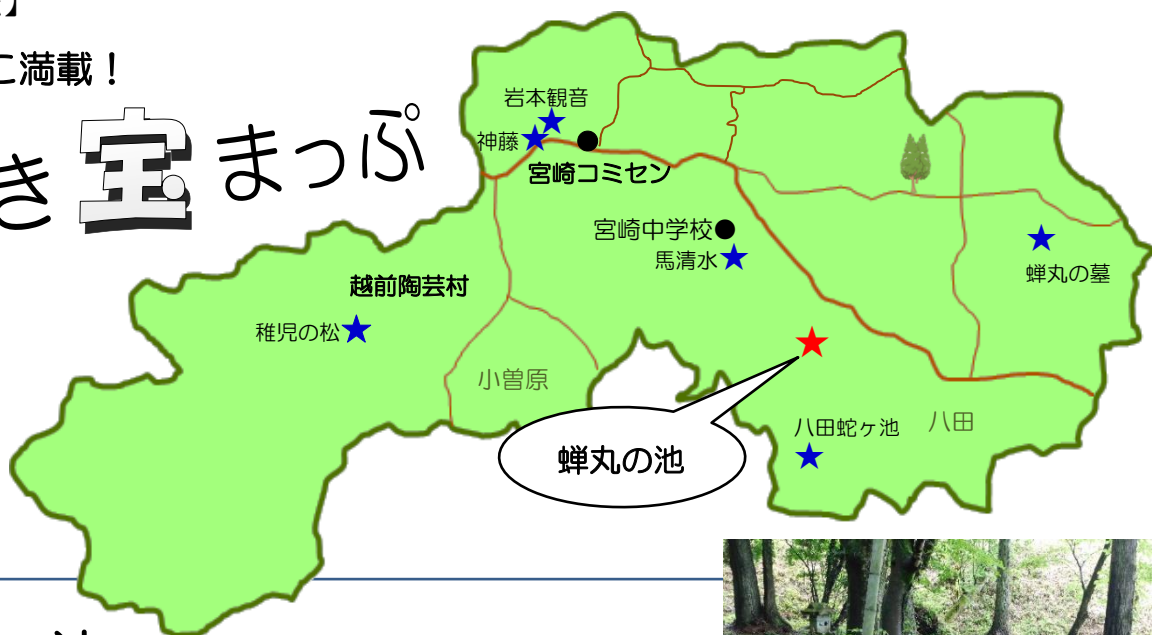 】
に満載！
き宝まっぷ
岩本観音
神藤
宮崎コミセン
宮崎中学校
馬清水
蝉丸の墓
越前陶芸村
稚児の松
小曽原
八田蛇ヶ池
八田
蝉丸の池